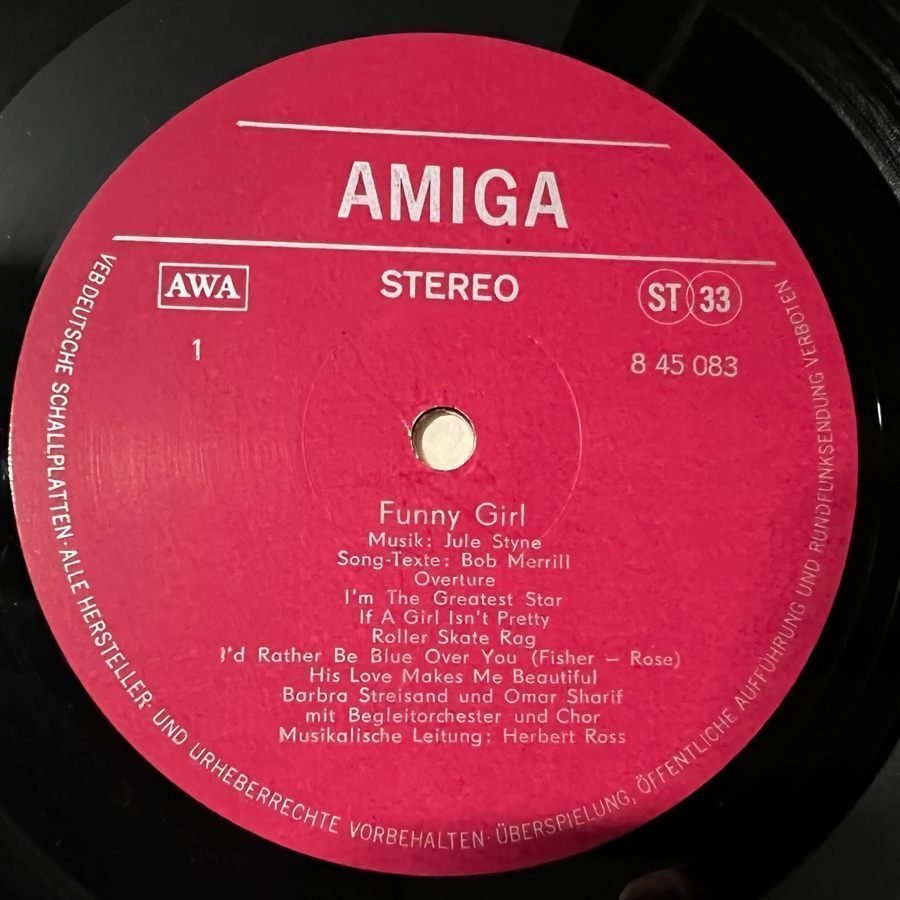 AMIGA
AWA
STEREO
ST 33
1
8 45 083
Funny Girl
Musik: Jule Styne
Song-Texte: Bob Merrill
Overture
I'm The Greatest Star
If A Girl Isn't Pretty
Roller Skate Rag
I'd Rather Be Blue Over You (Fisher – Rose)
His Love Makes Me Beautiful
Barbra Streisand und Omar Sharif
mit Begleitorchester und Chor
Musikalische Leitung: Herbert Ross
VEB DEUTSCHE SCHALLPLATTEN · ALLE HERSTELLER- UND URHEBERRECHTE VORBEHALTEN · ÜBERSPIELUNG, ÖFFENTLICHE AUFFÜHRUNG UND RUNDFUNKSENDUNG VERBOTEN